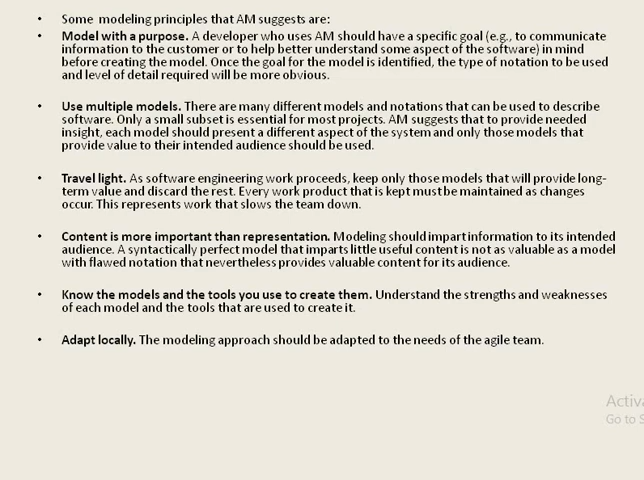 • Some modeling principles that AM suggests are:
• Model with a purpose. A developer who uses AM should have a specific goal (e.g., to communicate
information to the customer or to help better understand some aspect of the software) in mind
before creating the model. Once the goal for the model is identified, the type of notation to be used
and level of detail required will be more obvious.
• Use multiple models. There are many different models and notations that can be used to describe
software. Only a small subset is essential for most projects. AM suggests that to provide needed
insight, each model should present a different aspect of the system and only those models that
provide value to their intended audience should be used.
• Travel light. As software engineering work proceeds, keep only those models that will provide long-
term value and discard the rest. Every work product that is kept must be maintained as changes
occur. This represents work that slows the team down.
• Content is more important than representation. Modeling should impart information to its intended
audience. A syntactically perfect model that imparts little useful content is not as valuable as a model
with flawed notation that nevertheless provides valuable content for its audience.
• Know the models and the tools you use to create them. Understand the strengths and weaknesses
of each model and the tools that are used to create it.
• Adapt locally. The modeling approach should be adapted to the needs of the agile team.
Activa
Go to S